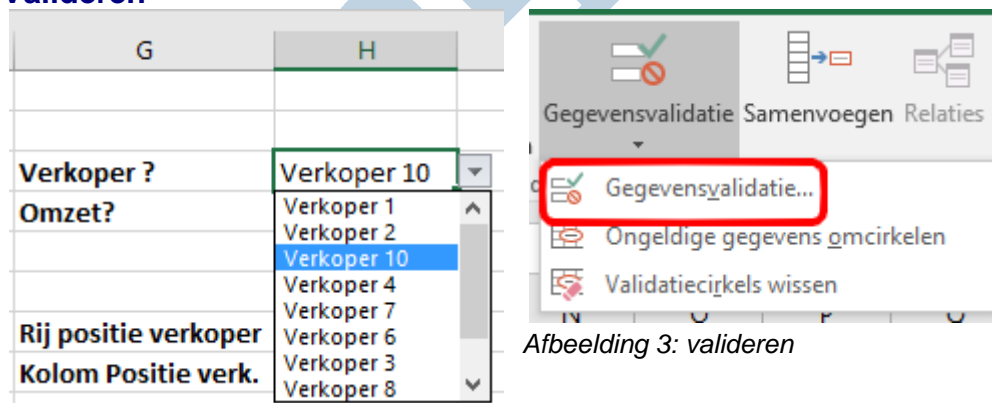 Valideren
G H
Verkoper ? Verkoper 10
Omzet?
Verkoper 1
Verkoper 2
Verkoper 10
Verkoper 4
Verkoper 7
Verkoper 6
Verkoper 3
Verkoper 8
Rij positie verkoper
Kolom Positie verk.
Gegevensvalidatie Samenvoegen Relaties
Gegevensvalidatie...
Ongeldige gegevens omcirkelen
Validatiecirkels wissen
N O P Q
Afbeelding 3: valideren